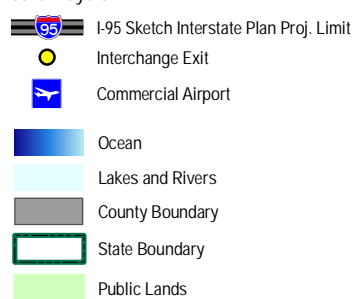 95 I-95 Sketch Interstate Plan Proj. Limit
Interchange Exit
Commercial Airport
Ocean
Lakes and Rivers
County Boundary
State Boundary
Public Lands